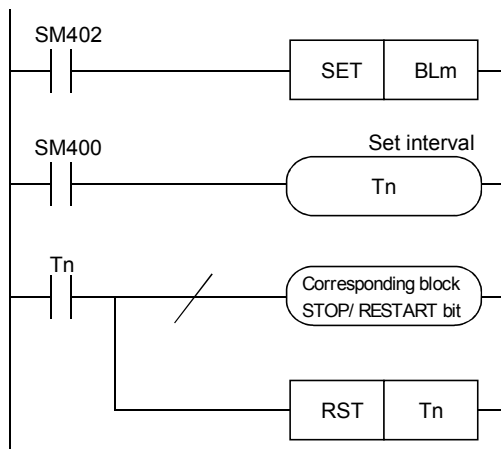 SM402
SET BLm
SM400
Set interval
Tn
Tn
Corresponding block
STOP/ RESTART bit
RST Tn